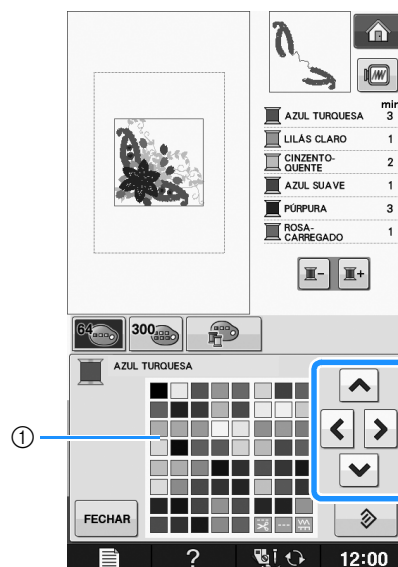 min
AZUL TURQUESA 3
LILÁS CLARO 1
CINZENTO-
QUENTE 2
AZUL SUAVE 1
PÚRPURA 3
ROSA-
CARREGADO 1
64 300
AZUL TURQUESA
1
FECHAR
? 12:00